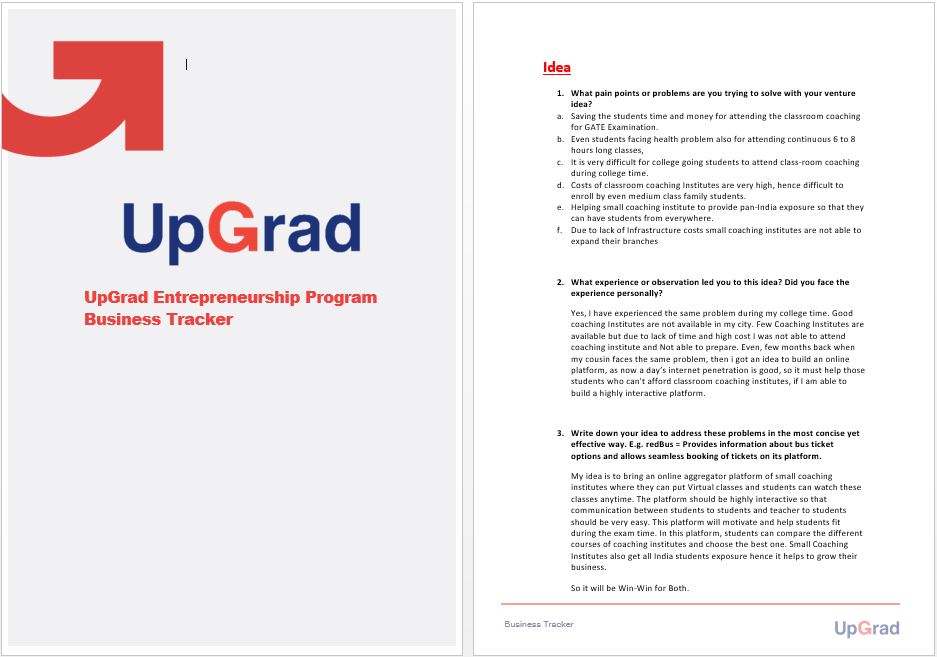 UpGrad
UpGrad Entrepreneurship Program
Business Tracker
Idea
1. What pain points or problems are you trying to solve with your venture
idea?
a. Saving the students time and money for attending the classroom coaching
for GATE Examination.
b. Even students facing health problem also for attending continuous 6 to 8
hours long classes,
c. It is very difficult for college going students to attend class-room coaching
during college time.
d. Costs of classroom coaching Institutes are very high, hence difficult to
enroll by even medium class family students.
e. Helping small coaching institute to provide pan-India exposure so that they
can have students from everywhere.
f. Due to lack of Infrastructure costs small coaching institutes are not able to
expand their branches
2. What experience or observation led you to this idea? Did you face the
experience personally?
Yes, I have experienced the same problem during my college time. Good
coaching Institutes are not available in my city. Few Coaching Institutes are
available but due to lack of time and high cost I was not able to attend
coaching institute and Not able to prepare. Even, few months back when
my cousin faces the same problem, then i got an idea to build an online
platform, as now a day's internet penetration is good, so it must help those
students who can't afford classroom coaching institutes, if I am able to
build a highly interactive platform.
3. Write down your idea to address these problems in the most concise yet
effective way. E.g. redBus = Provides information about bus ticket
options and allows seamless booking of tickets on its platform.
My idea is to bring an online aggregator platform of small coaching
institutes where they can put Virtual classes and students can watch these
classes anytime. The platform should be highly interactive so that
communication between students to students and teacher to students
should be very easy. This platform will motivate and help students fit
during the exam time. In this platform, students can compare the different
courses of coaching institutes and choose the best one. Small Coaching
Institutes also get all India students exposure hence it helps to grow their
business.
So it will be Win-Win for Both.
Business Tracker
UpGrad